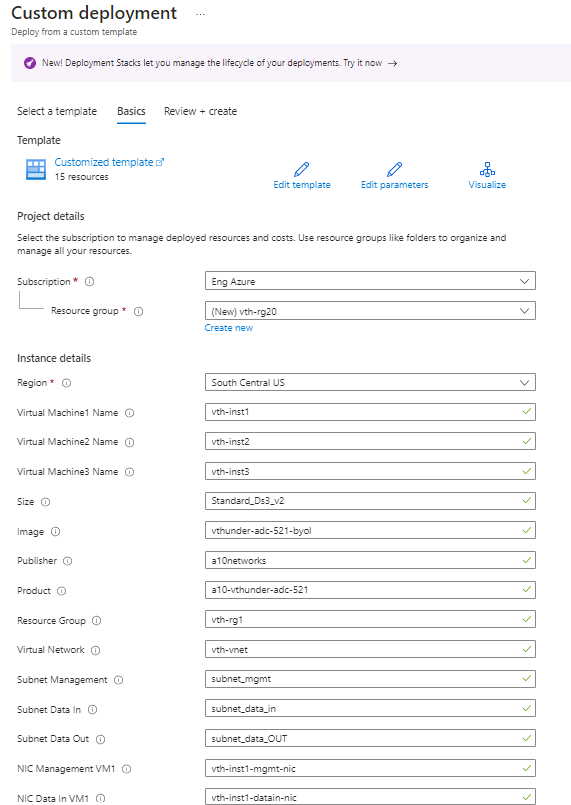 Custom deployment ...
Deploy from a custom template
New! Deployment Stacks let you manage the lifecycle of your deployments. Try it now →
Select a template Basics Review + create
Template
Customized template
15 resources
Edit template Edit parameters Visualize
Project details
Select the subscription to manage deployed resources and costs. Use resource groups like folders to organize and
manage all your resources.
Subscription * Eng Azure
Resource group * (New) vth-rg20
Create new
Instance details
Region * South Central US
Virtual Machine1 Name vth-inst1
Virtual Machine2 Name vth-inst2
Virtual Machine3 Name vth-inst3
Size Standard_Ds3_v2
Image vthunder-adc-521-byol
Publisher a10networks
Product a10-vthunder-adc-521
Resource Group vth-rg1
Virtual Network vth-vnet
Subnet Management subnet_mgmt
Subnet Data In subnet_data_in
Subnet Data Out subnet_data_OUT
NIC Management VM1 vth-inst1-mgmt-nic
NIC Data In VM1 vth-inst1-datain-nic